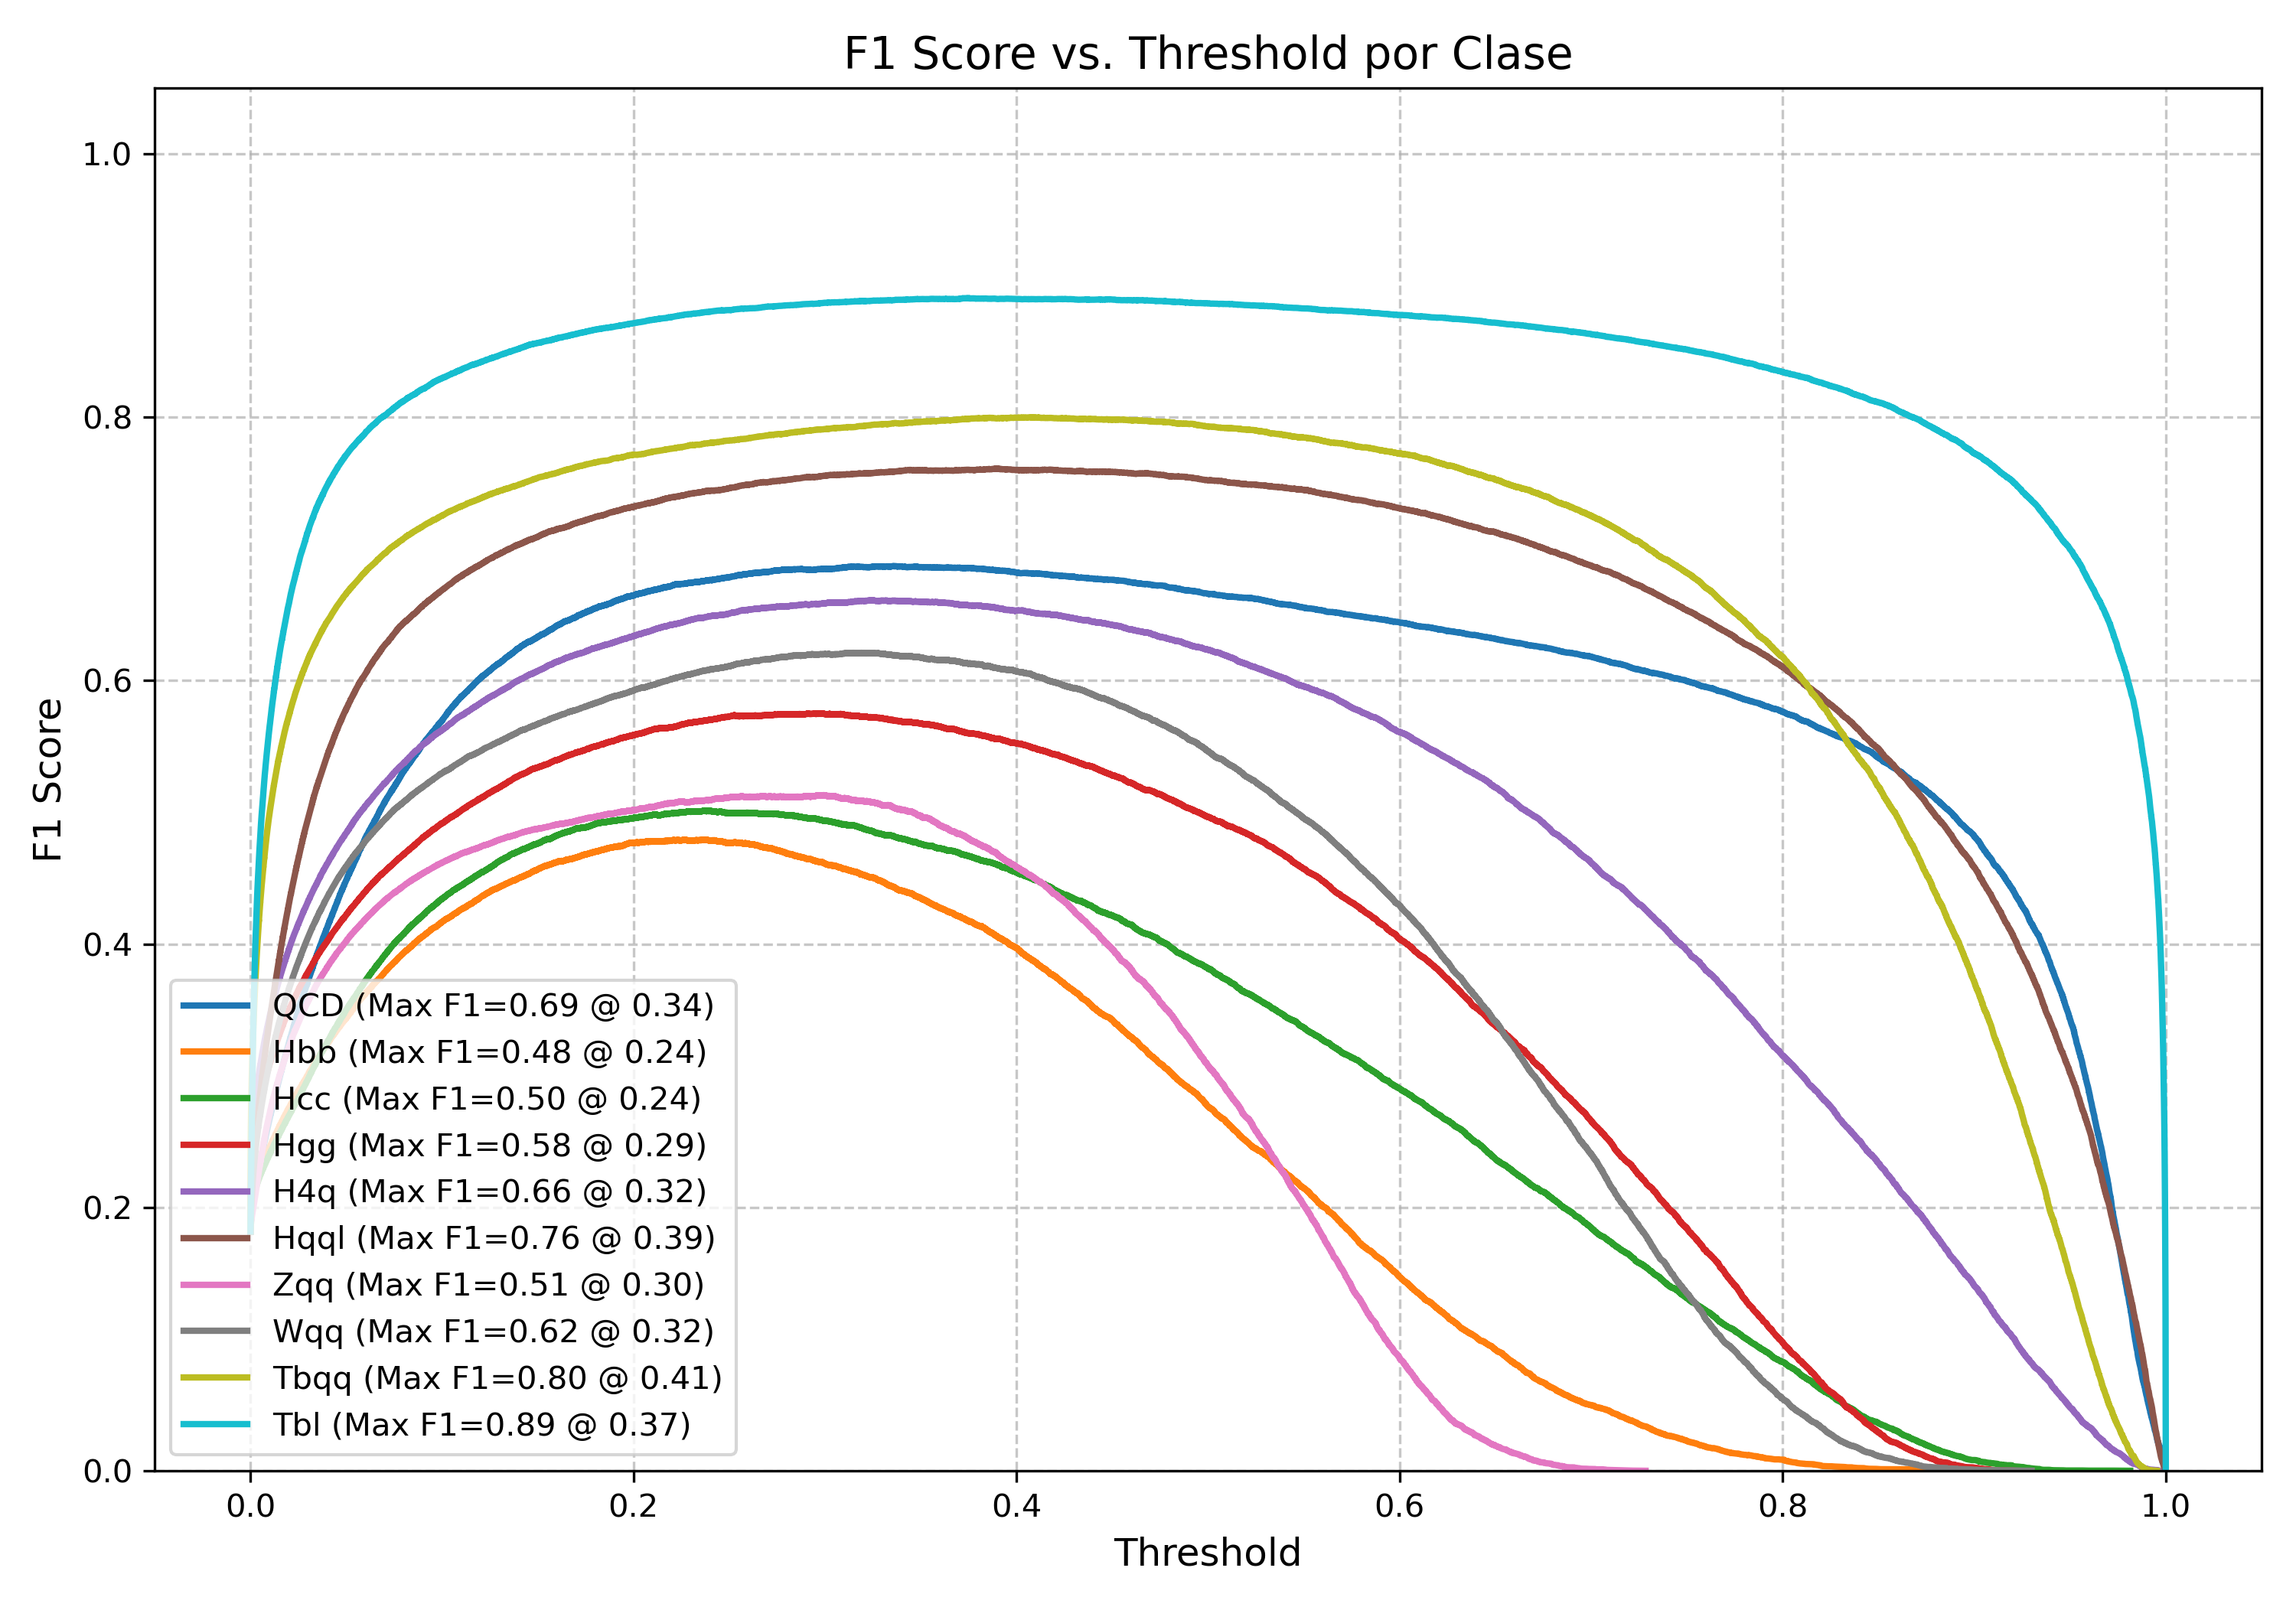 F1 Score vs. Threshold por Clase
F1 Score
1.0
0.8
0.6
0.4
0.2
0.0
QCD (Max F1=0.69 @ 0.34)
Hbb (Max F1=0.48 @ 0.24)
Hcc (Max F1=0.50 @ 0.24)
Hgg (Max F1=0.58 @ 0.29)
H4q (Max F1=0.66 @ 0.32)
Hqql (Max F1=0.76 @ 0.39)
Zqq (Max F1=0.51 @ 0.30)
Wqq (Max F1=0.62 @ 0.32)
Tbqq (Max F1=0.80 @ 0.41)
Tbl (Max F1=0.89 @ 0.37)
0.0 0.2 0.4 0.6 0.8 1.0
Threshold